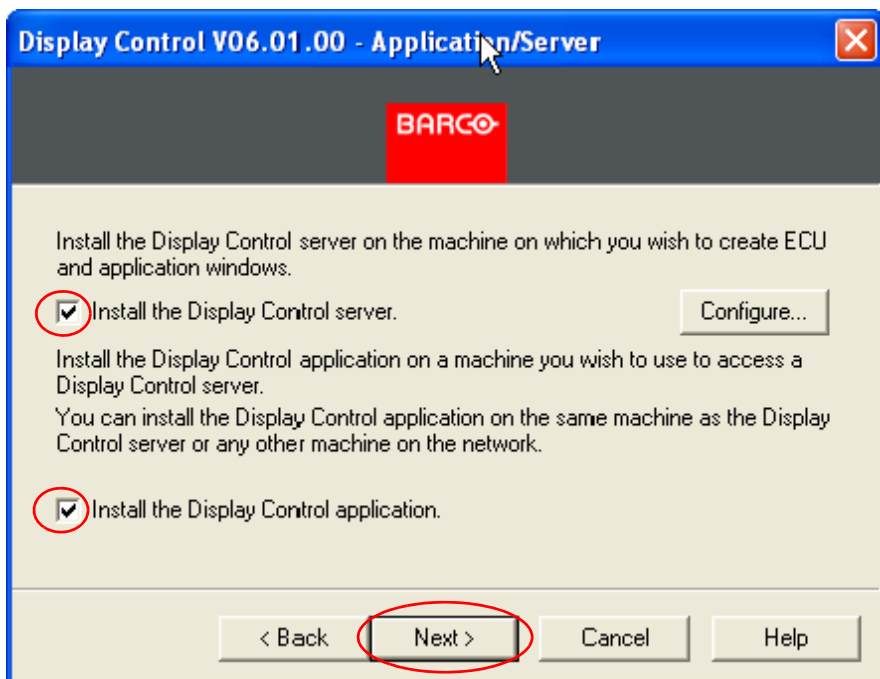 Display Control V06.01.00 - Application/Server
BARCO
Install the Display Control server on the machine on which you wish to create ECU
and application windows.
Install the Display Control server.
Configure...
Install the Display Control application on a machine you wish to use to access a
Display Control server.
You can install the Display Control application on the same machine as the Display
Control server or any other machine on the network.
Install the Display Control application.
< Back
Next >
Cancel
Help